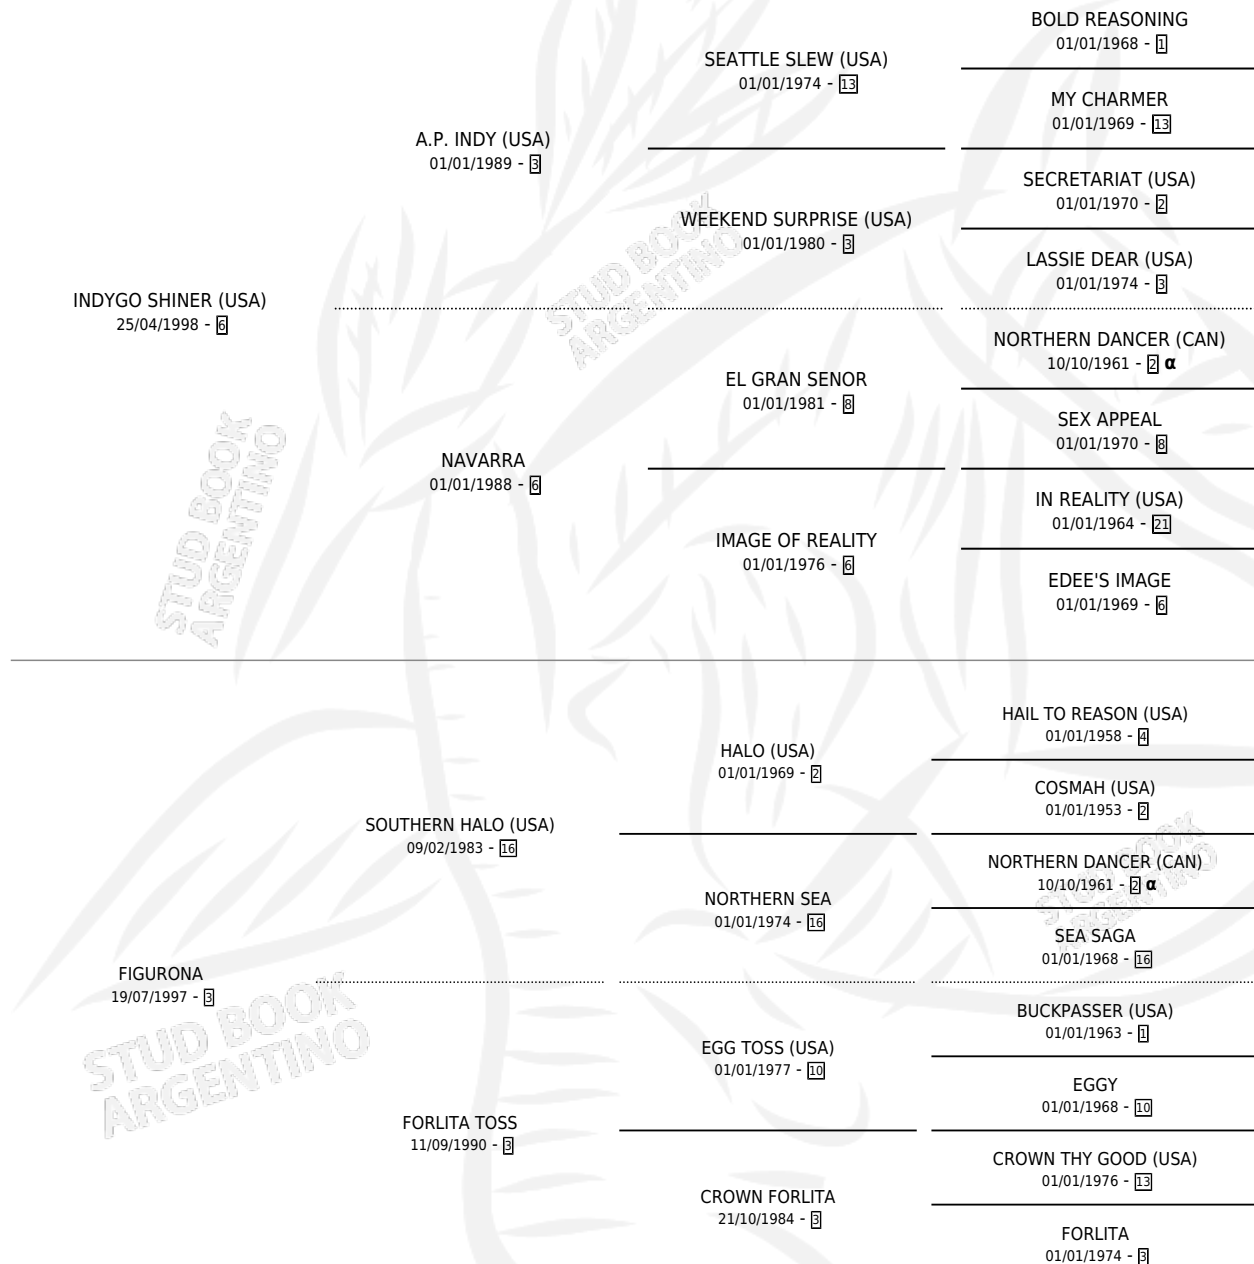 BOLD REASONING
01/01/1968 - 1
SEATTLE SLEW (USA)
01/01/1974 - 13
MY CHARMER
01/01/1969 - 13
A.P. INDY (USA)
01/01/1989 - 3
SECRETARIAT (USA)
01/01/1970 - 2
WEEKEND SURPRISE (USA)
01/01/1980 - 3
LASSIE DEAR (USA)
01/01/1974 - 3
INDYGO SHINER (USA)
25/04/1998 - 6
NORTHERN DANCER (CAN)
10/10/1961 - 2 α
EL GRAN SENOR
01/01/1981 - 8
SEX APPEAL
01/01/1970 - 8
NAVARRA
01/01/1988 - 6
IN REALITY (USA)
01/01/1964 - 21
IMAGE OF REALITY
01/01/1976 - 6
EDEE'S IMAGE
01/01/1969 - 6
HAIL TO REASON (USA)
01/01/1958 - 4
HALO (USA)
01/01/1969 - 2
COSMAH (USA)
01/01/1953 - 2
SOUTHERN HALO (USA)
09/02/1983 - 16
NORTHERN DANCER (CAN)
10/10/1961 - 2 α
NORTHERN SEA
01/01/1974 - 16
SEA SAGA
01/01/1968 - 16
FIGURONA
19/07/1997 - 3
BUCKPASSER (USA)
01/01/1963 - 1
EGG TOSS (USA)
01/01/1977 - 10
EGGY
01/01/1968 - 10
FORLITA TOSS
11/09/1990 - 3
CROWN THY GOOD (USA)
01/01/1976 - 13
CROWN FORLITA
21/10/1984 - 3
FORLITA
01/01/1974 - 3
STUD BOOK
ARGENTINO
STUD BOOK
ARGENTINO
STUD BOOK
ARGENTINO
STUD BOOK
ARGENTINO